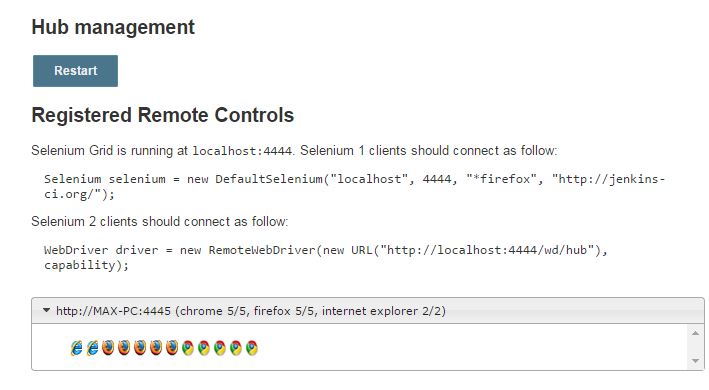 Hub management
Restart
Registered Remote Controls
Selenium Grid is running at localhost:4444. Selenium 1 clients should connect as follow:
Selenium selenium = new DefaultSelenium("localhost", 4444, "*firefox", "http://jenkins-
ci.org/");
Selenium 2 clients should connect as follow:
WebDriver driver = new RemoteWebDriver(new URL("http://localhost:4444/wd/hub"),
capability);
http://MAX-PC:4445 (chrome 5/5, firefox 5/5, internet explorer 2/2)